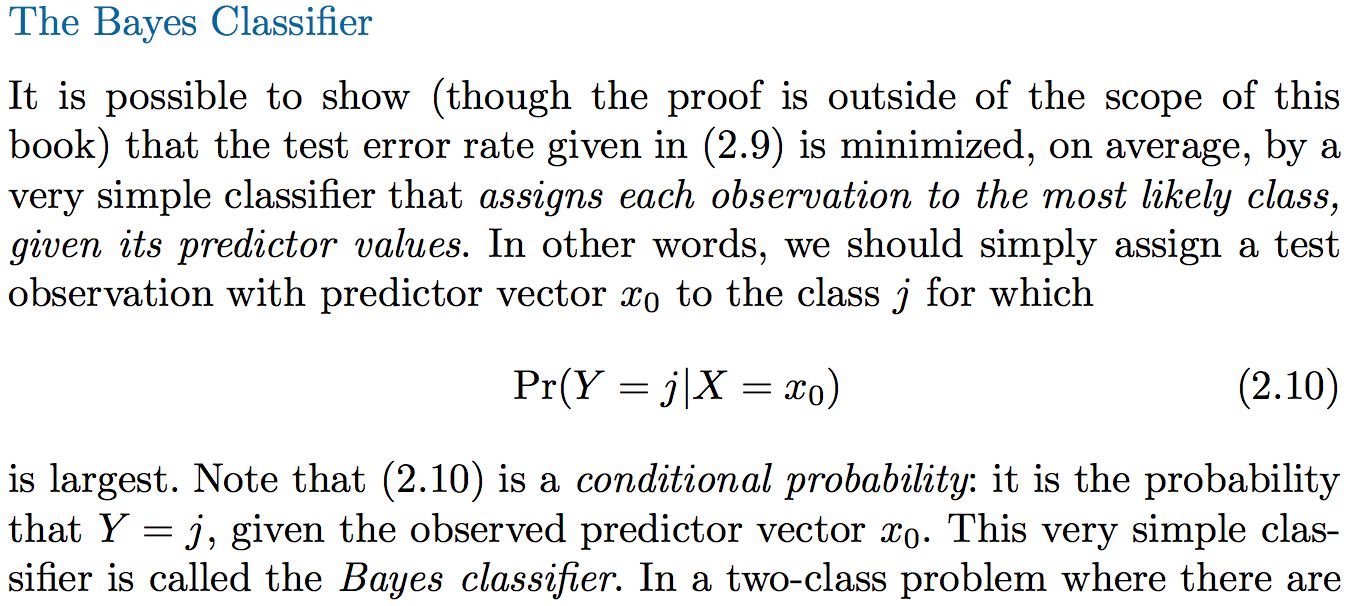 The Bayes Classifier
It is possible to show (though the proof is outside of the scope of this
book) that the test error rate given in (2.9) is minimized, on average, by a
very simple classifier that assigns each observation to the most likely class,
given its predictor values. In other words, we should simply assign a test
observation with predictor vector x₀ to the class j for which
Pr(Y = j|X = x₀) (2.10)
is largest. Note that (2.10) is a conditional probability: it is the probability
that Y = j, given the observed predictor vector x₀. This very simple clas-
sifier is called the Bayes classifier. In a two-class problem where there are